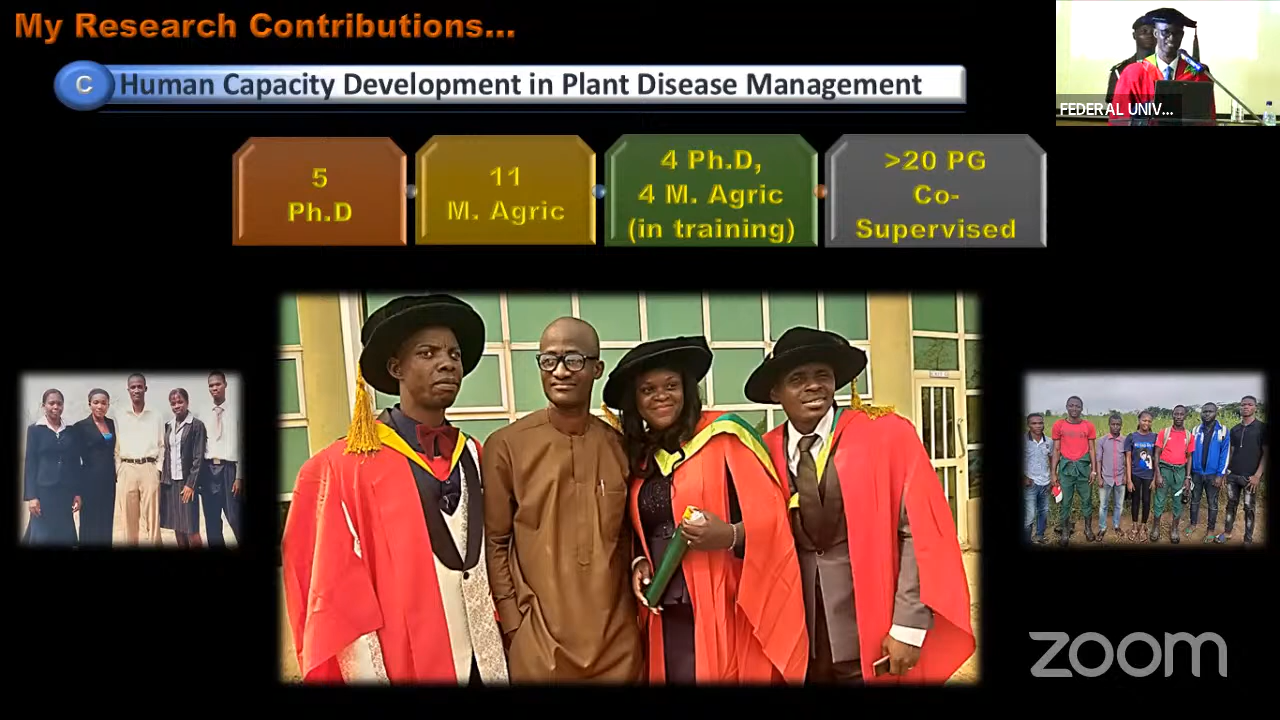 My Research Contributions...
FEDERAL UNIV...
C Human Capacity Development in Plant Disease Management
5
Ph.D
11
M. Agric
4 Ph.D,
4 M. Agric
(in training)
>20 PG
Co-
Supervised
zoom